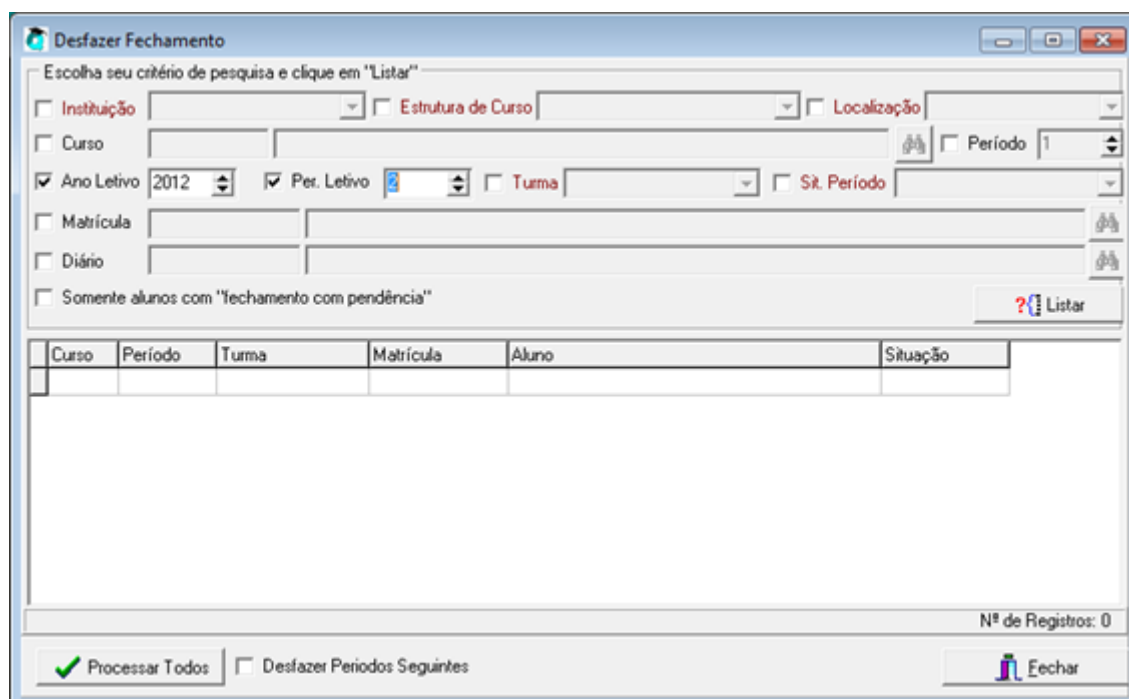 Desfazer Fechamento
Escolha seu critério de pesquisa e clique em "Listar"
Instituição Estrutura de Curso Localização
Curso Período 1
Ano Letivo 2012 Per. Letivo 2 Turma Sit. Período
Matrícula
Diário
Somente alunos com "fechamento com pendência"
?{} Listar
Curso Período Turma Matrícula Aluno Situação
Nª de Registros: 0
Processar Todos Desfazer Periodos Seguintes Fechar